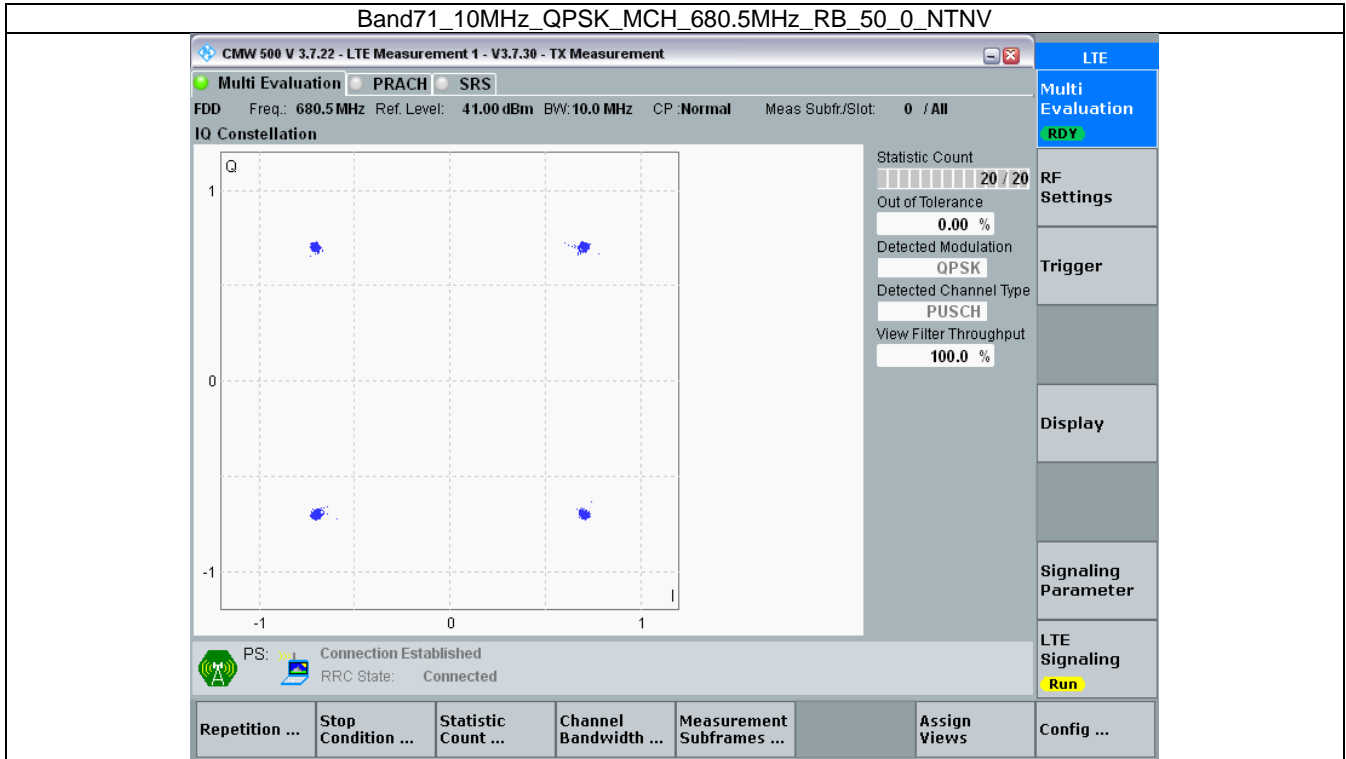 Band71_10MHz_QPSK_MCH_680.5MHz_RB_50_0_NTNV
CMW 500 V 3.7.22 - LTE Measurement 1 - V3.7.30 - TX Measurement
LTE
Multi Evaluation PRACH SRS
FDD Freq.: 680.5 MHz Ref. Level: 41.00 dBm BW: 10.0 MHz CP :Normal Meas Subfr./Slot: 0 / All
IQ Constellation
Q
1
0
-1
I
-1 0 1
Statistic Count
20 / 20
Out of Tolerance
0.00 %
Detected Modulation
QPSK
Detected Channel Type
PUSCH
View Filter Throughput
100.0 %
Multi
Evaluation
RDY
RF
Settings
Trigger
Display
Signaling
Parameter
LTE
Signaling
Run
PS: Connection Established
RRC State: Connected
Repetition ...
Stop
Condition ...
Statistic
Count ...
Channel
Bandwidth ...
Measurement
Subframes ...
Assign
Views
Config ...